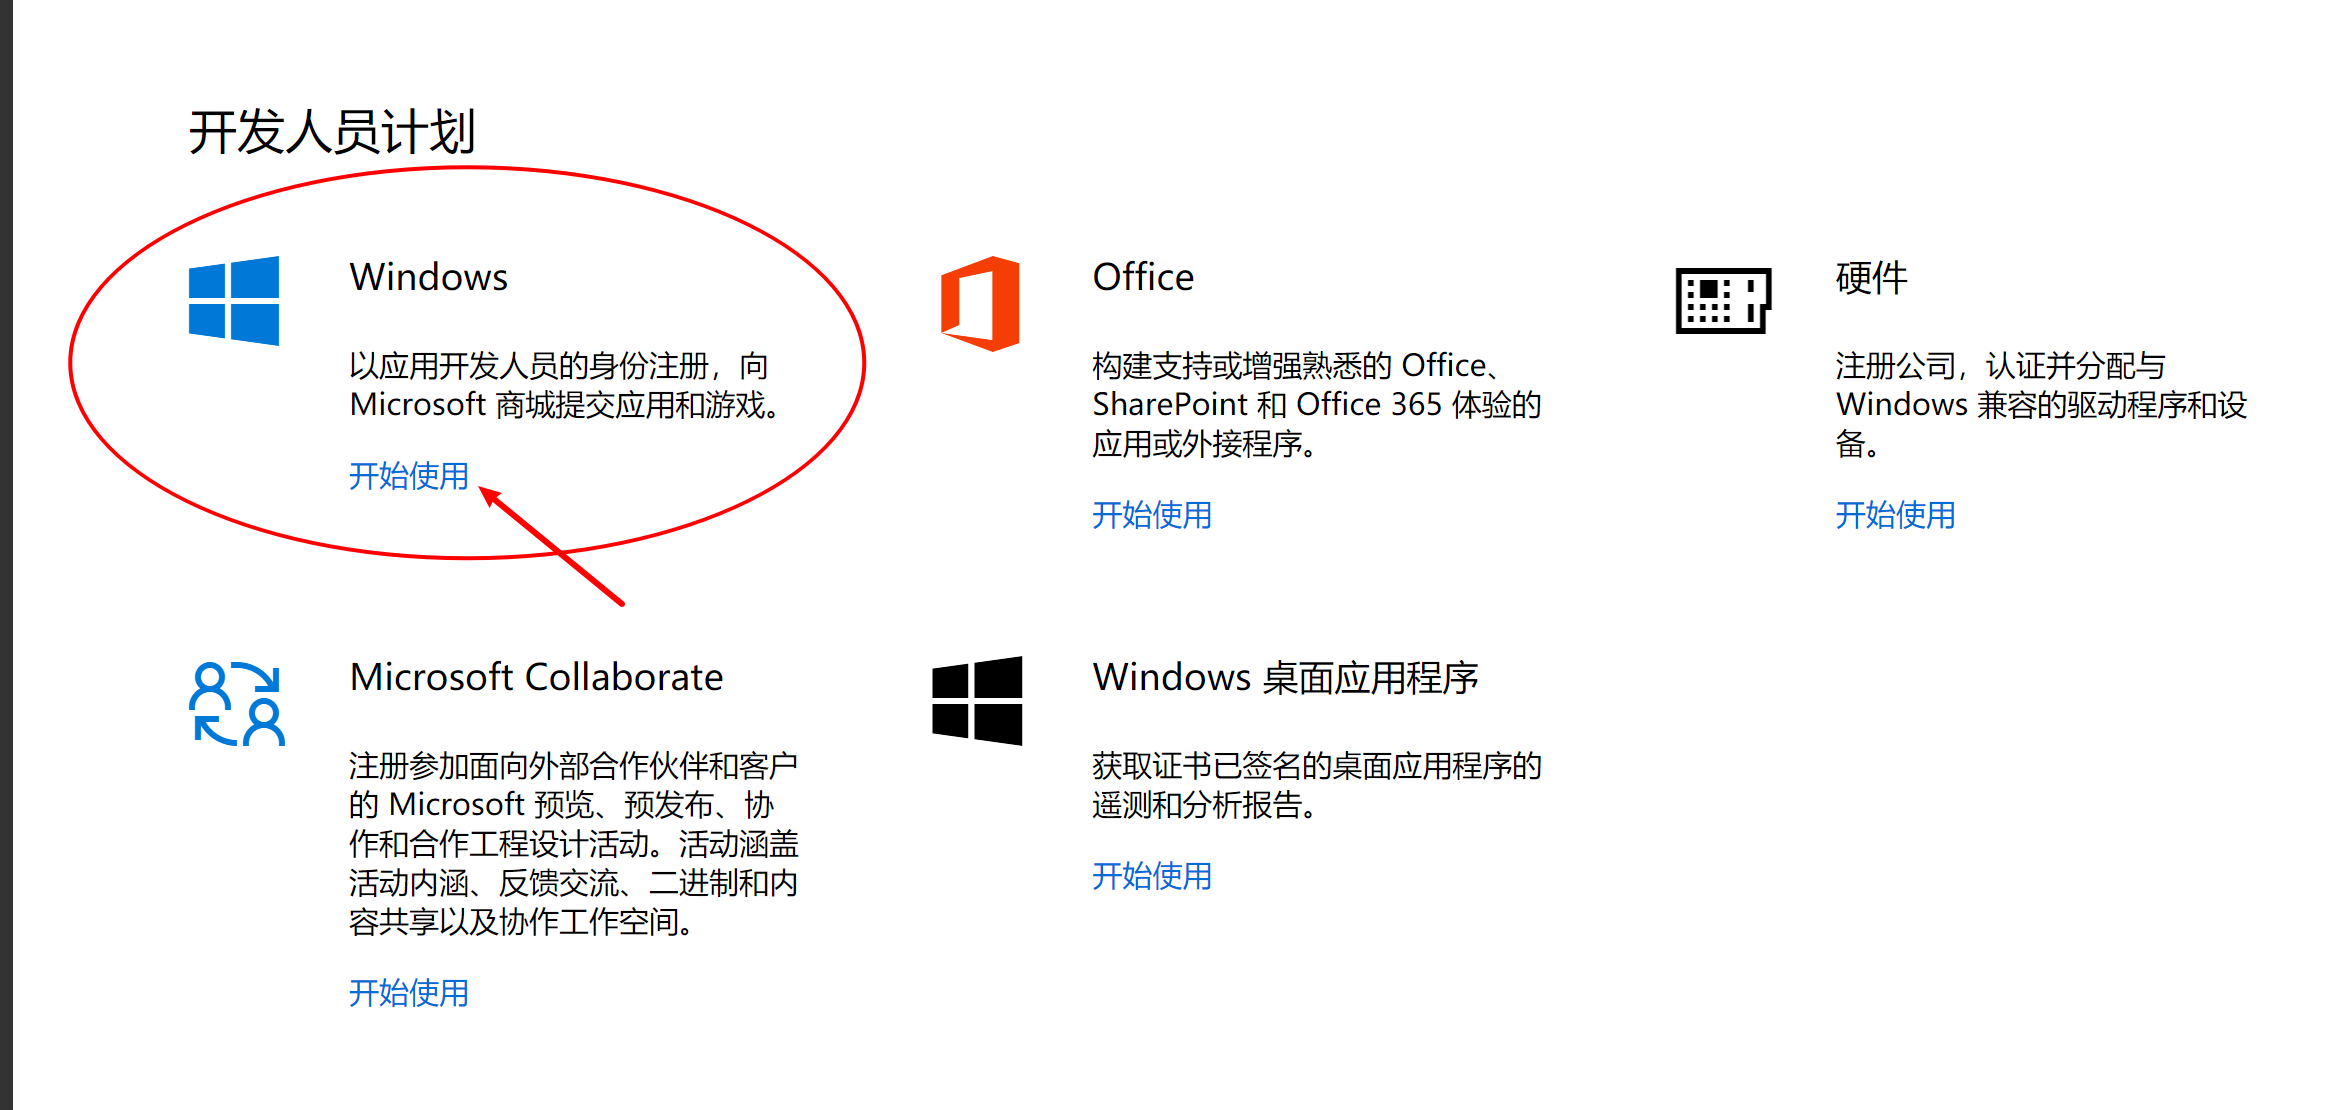 开发人员计划
Windows
以应用开发人员的身份注册，向
Microsoft 商城提交应用和游戏。
开始使用
Office
构建支持或增强熟悉的 Office、
SharePoint 和 Office 365 体验的
应用或外接程序。
开始使用
硬件
注册公司，认证并分配与
Windows 兼容的驱动程序和设
备。
开始使用
Microsoft Collaborate
注册参加面向外部合作伙伴和客户
的 Microsoft 预览、预发布、协
作和合作工程设计活动。活动涵盖
活动内涵、反馈交流、二进制和内
容共享以及协作工作空间。
开始使用
Windows 桌面应用程序
获取证书已签名的桌面应用程序的
遥测和分析报告。
开始使用